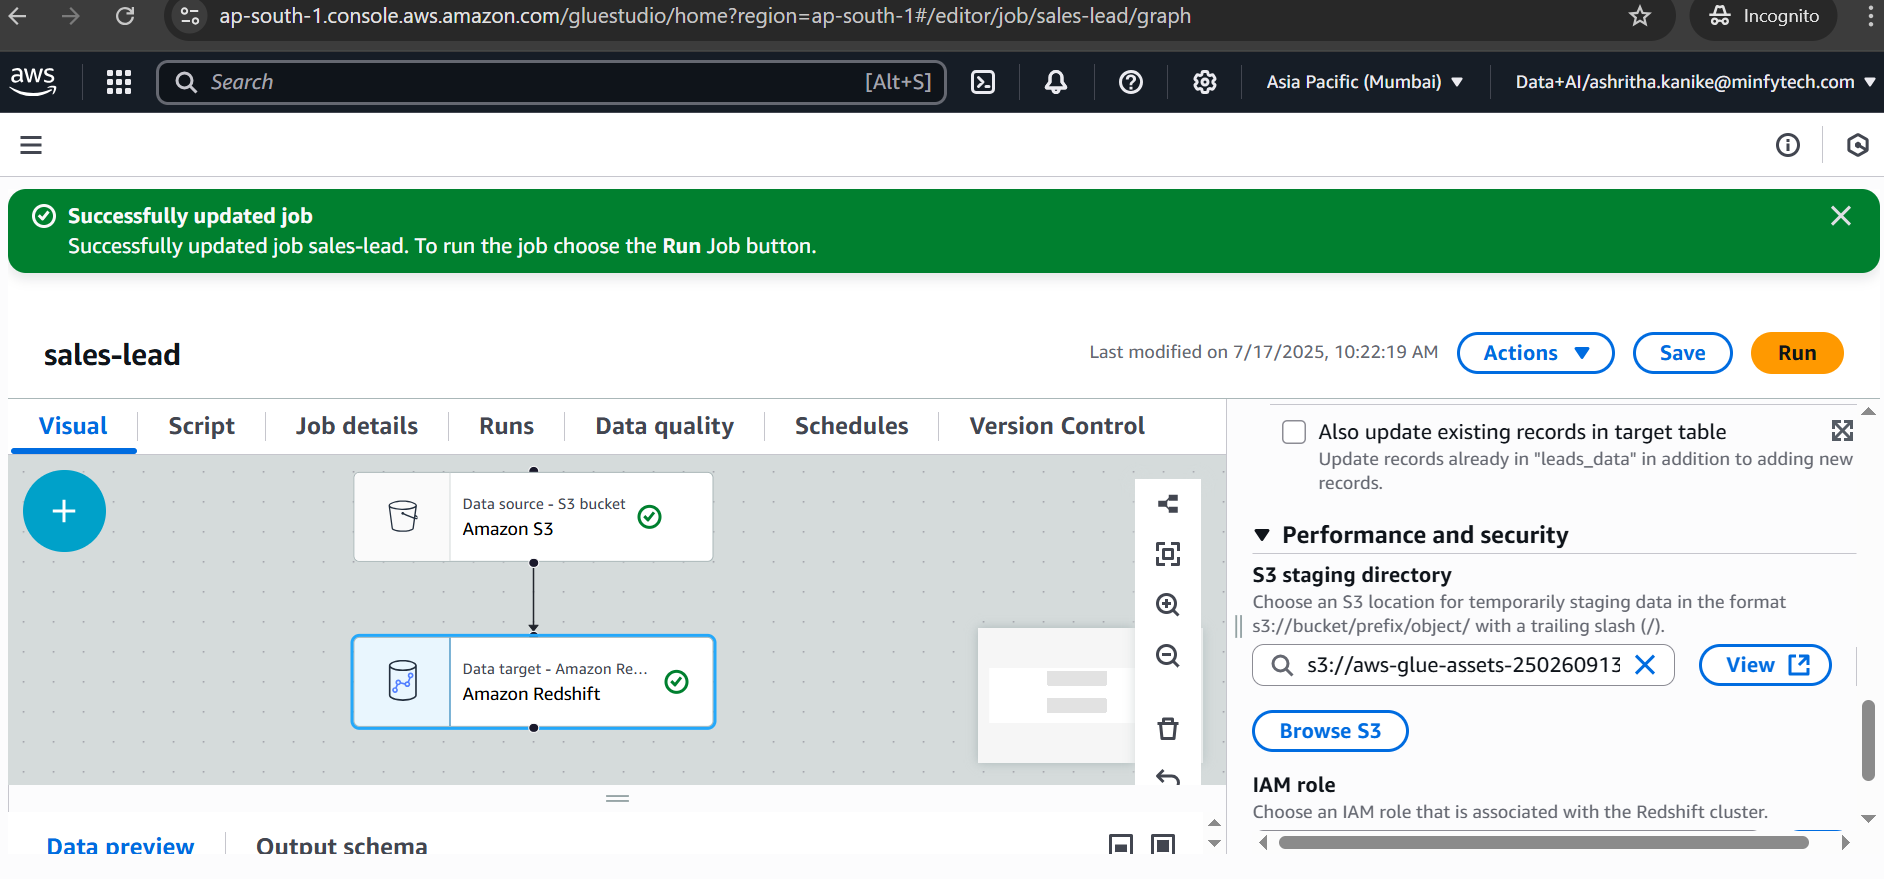 ap-south-1.console.aws.amazon.com/gluestudio/home?region=ap-south-1#/editor/job/sales-lead/graph
Incognito
aws
Search
[Alt+S]
Asia Pacific (Mumbai)
Data+AI/ashritha.kanike@minfytech.com
Successfully updated job
Successfully updated job sales-lead. To run the job choose the Run Job button.
sales-lead
Last modified on 7/17/2025, 10:22:19 AM
Actions
Save
Run
Visual
Script
Job details
Runs
Data quality
Schedules
Version Control
Data source - S3 bucket
Amazon S3
Data target - Amazon Re...
Amazon Redshift
Data preview
Output schema
Also update existing records in target table
Update records already in "leads_data" in addition to adding new
records.
Performance and security
S3 staging directory
Choose an S3 location for temporarily staging data in the format
s3://bucket/prefix/object/ with a trailing slash (/).
s3://aws-glue-assets-250260913
View
Browse S3
IAM role
Choose an IAM role that is associated with the Redshift cluster.